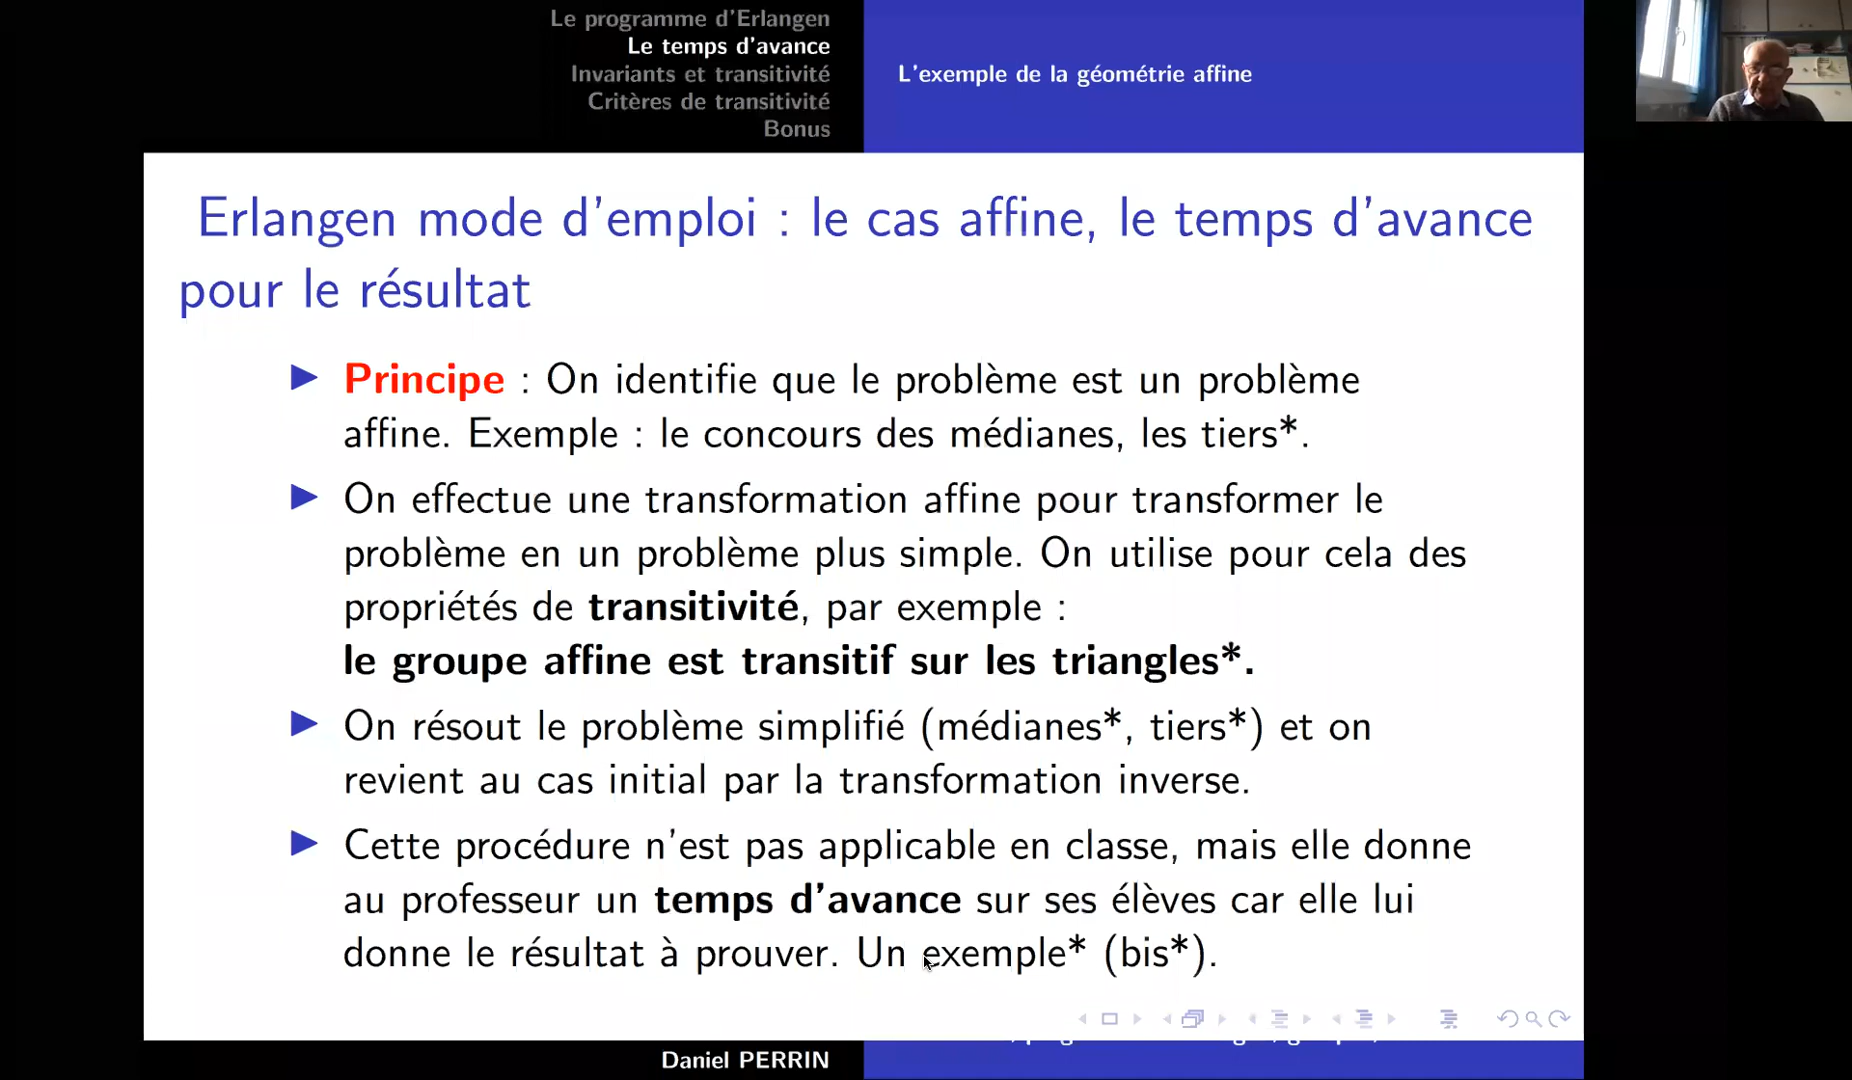 Le programme d'Erlangen
Le temps d'avance
Invariants et transitivité
Critères de transitivité
Bonus
L'exemple de la géométrie affine
Erlangen mode d'emploi : le cas affine, le temps d'avance
pour le résultat
Principe : On identifie que le problème est un problème
affine. Exemple : le concours des médianes, les tiers*.
On effectue une transformation affine pour transformer le
problème en un problème plus simple. On utilise pour cela des
propriétés de transitivité, par exemple :
le groupe affine est transitif sur les triangles*.
On résout le problème simplifié (médianes*, tiers*) et on
revient au cas initial par la transformation inverse.
Cette procédure n'est pas applicable en classe, mais elle donne
au professeur un temps d'avance sur ses élèves car elle lui
donne le résultat à prouver. Un exemple* (bis*).
Daniel PERRIN